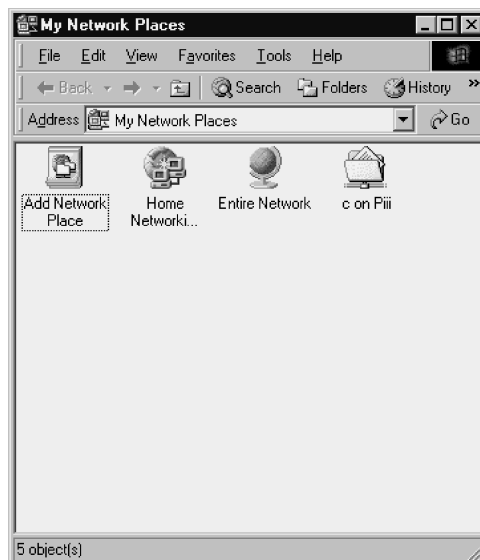 My Network Places
File Edit View Favorites Tools Help
Back Search Folders History »
Address My Network Places Go
Add Network Place
Home Networki...
Entire Network
c on Piii
5 object(s)